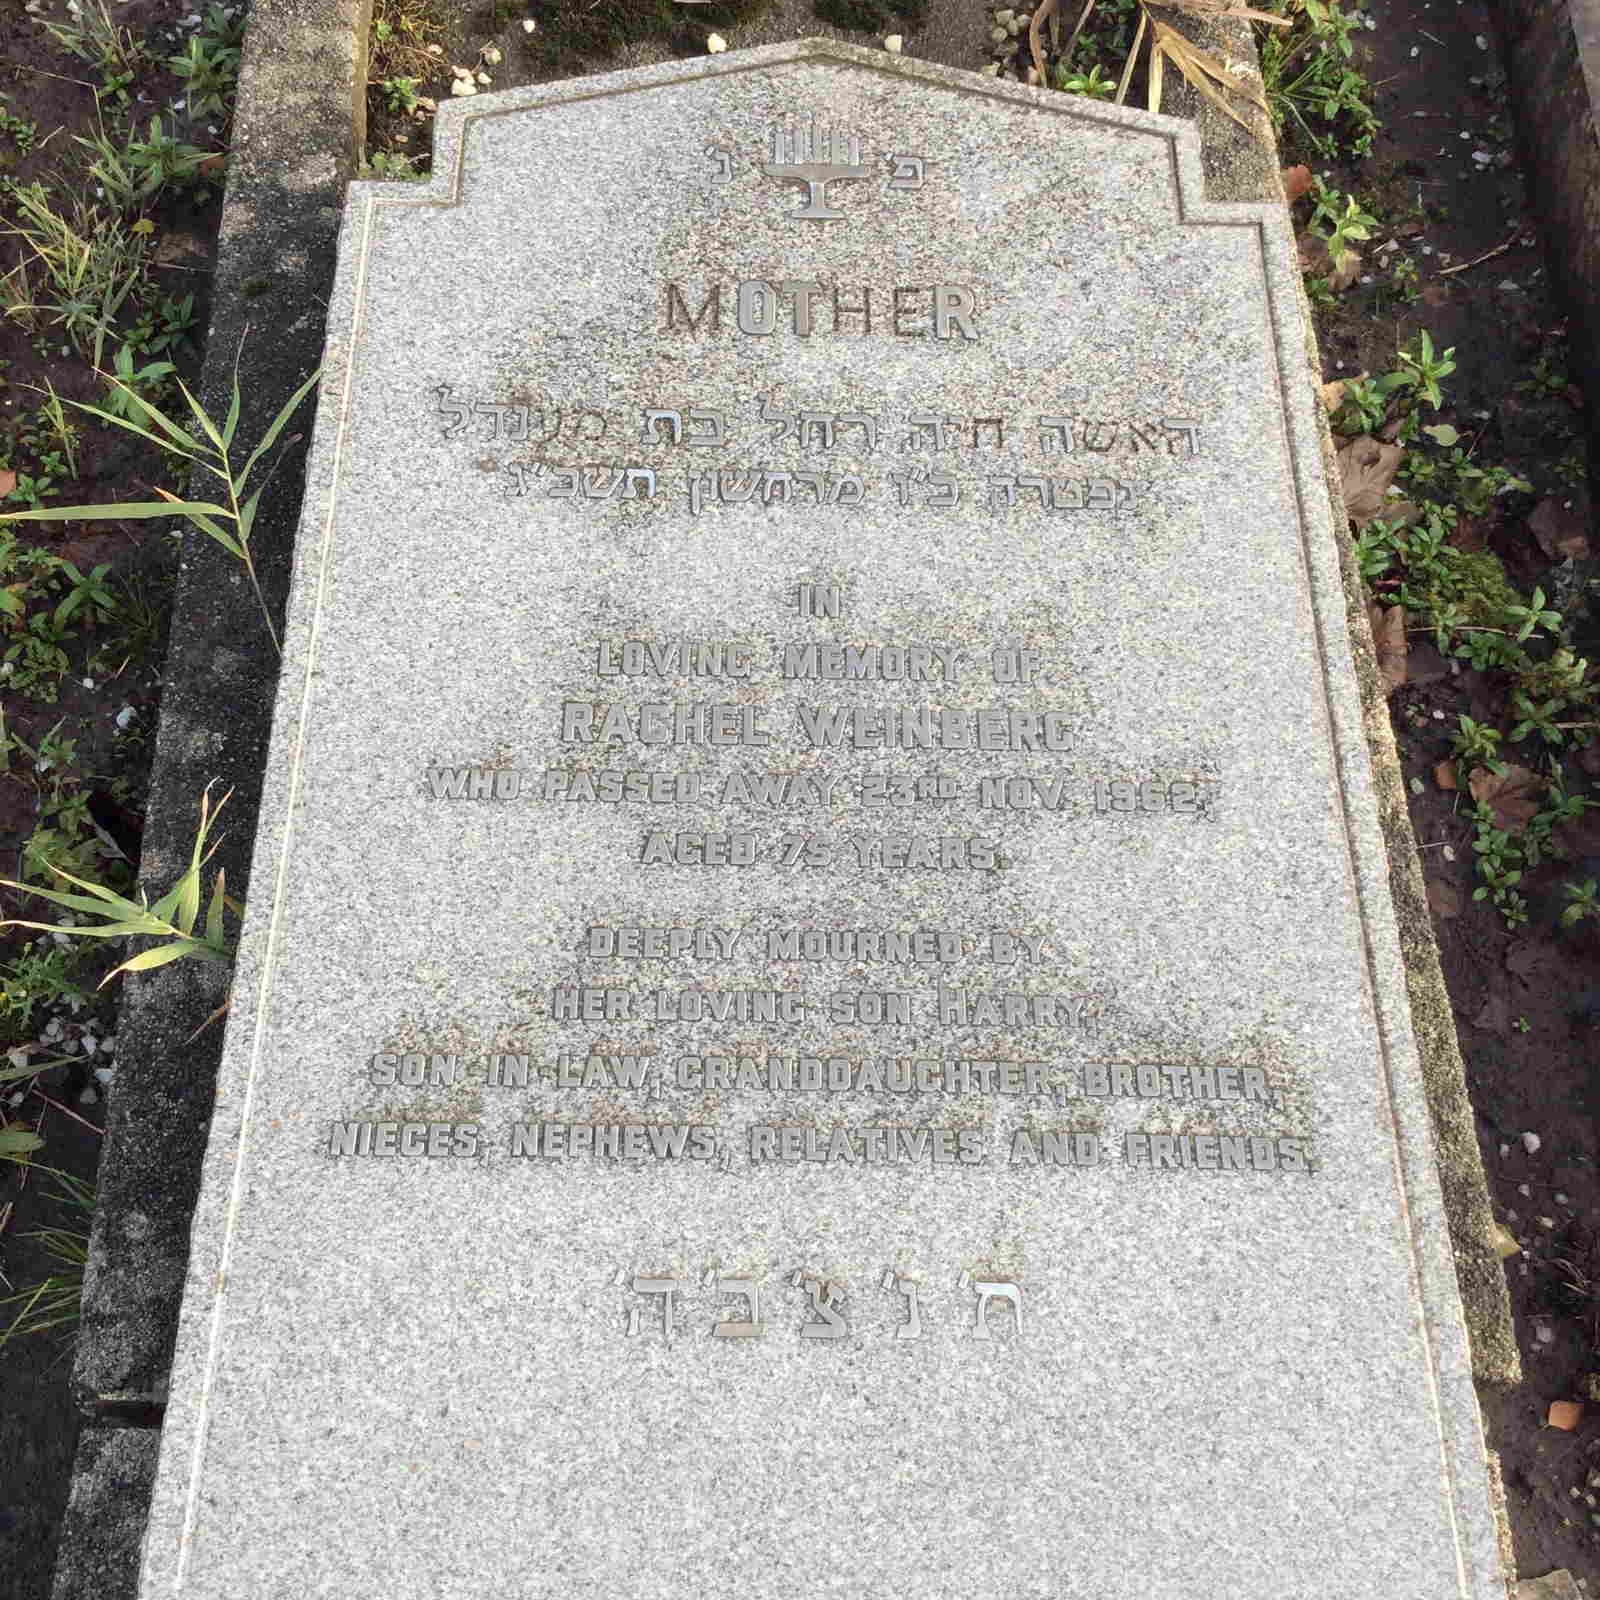 פ' נ'
MOTHER
האשה חיה רחל בת מענדל
נפטרה כ"ו מרחשון תשכ"ג
IN
LOVING MEMORY OF
RACHEL WEINBERG
WHO PASSED AWAY 23RD NOV. 1962,
AGED 75 YEARS.
DEEPLY MOURNED BY
HER LOVING SON HARRY,
SON-IN-LAW, GRANDDAUGHTER, BROTHER,
NIECES, NEPHEWS, RELATIVES AND FRIENDS.
ת' נ' צ' ב' ה'